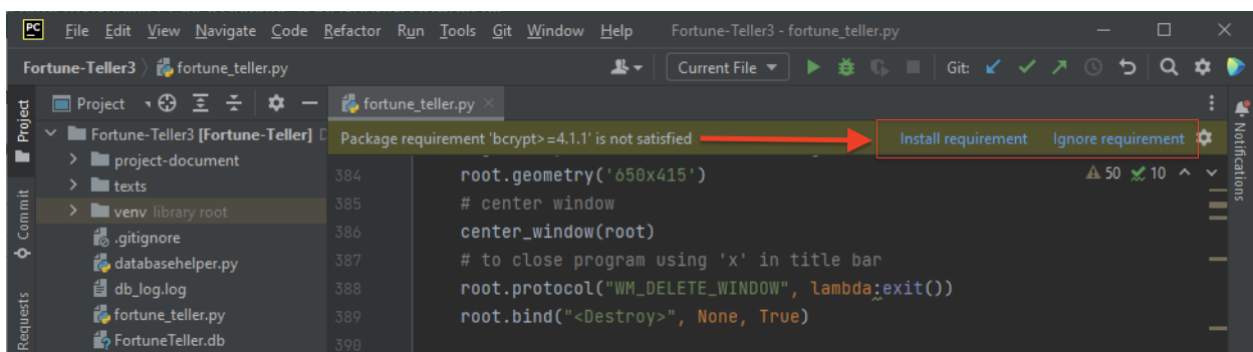 PC File Edit View Navigate Code Refactor Run Tools Git Window Help Fortune-Teller3 - fortune_teller.py
Fortune-Teller3 fortune_teller.py Current File Git:
Project fortune_teller.py
Fortune-Teller3 [Fortune-Teller] Package requirement 'bcrypt>=4.1.1' is not satisfied Install requirement Ignore requirement
project-document
texts
venv library root
.gitignore
databasehelper.py
db_log.log
fortune_teller.py
FortuneTeller.db
384 root.geometry('650x415') 50 10
385 # center window
386 center_window(root)
387 # to close program using 'x' in title bar
388 root.protocol("WM_DELETE_WINDOW", lambda:exit())
389 root.bind("<Destroy>", None, True)
390
Project
Commit
Requests
Notifications